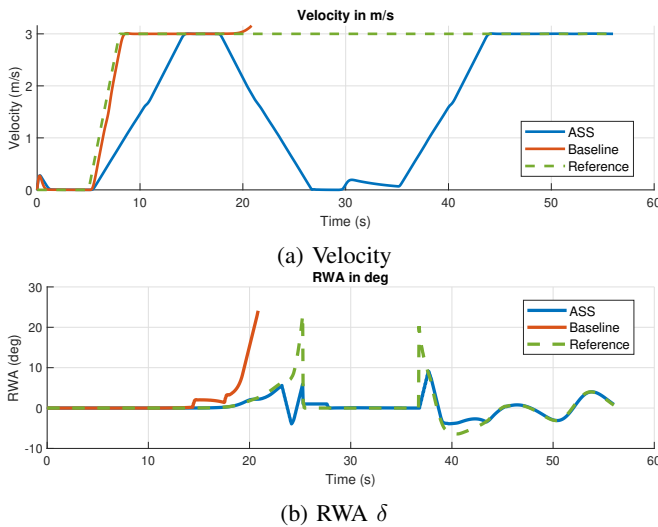 Velocity in m/s
Velocity (m/s)
3
2
1
0
ASS
Baseline
Reference
0 10 20 30 40 50 60
Time (s)
(a) Velocity
RWA in deg
RWA (deg)
30
20
10
0
-10
ASS
Baseline
Reference
0 10 20 30 40 50 60
Time (s)
(b) RWA δ